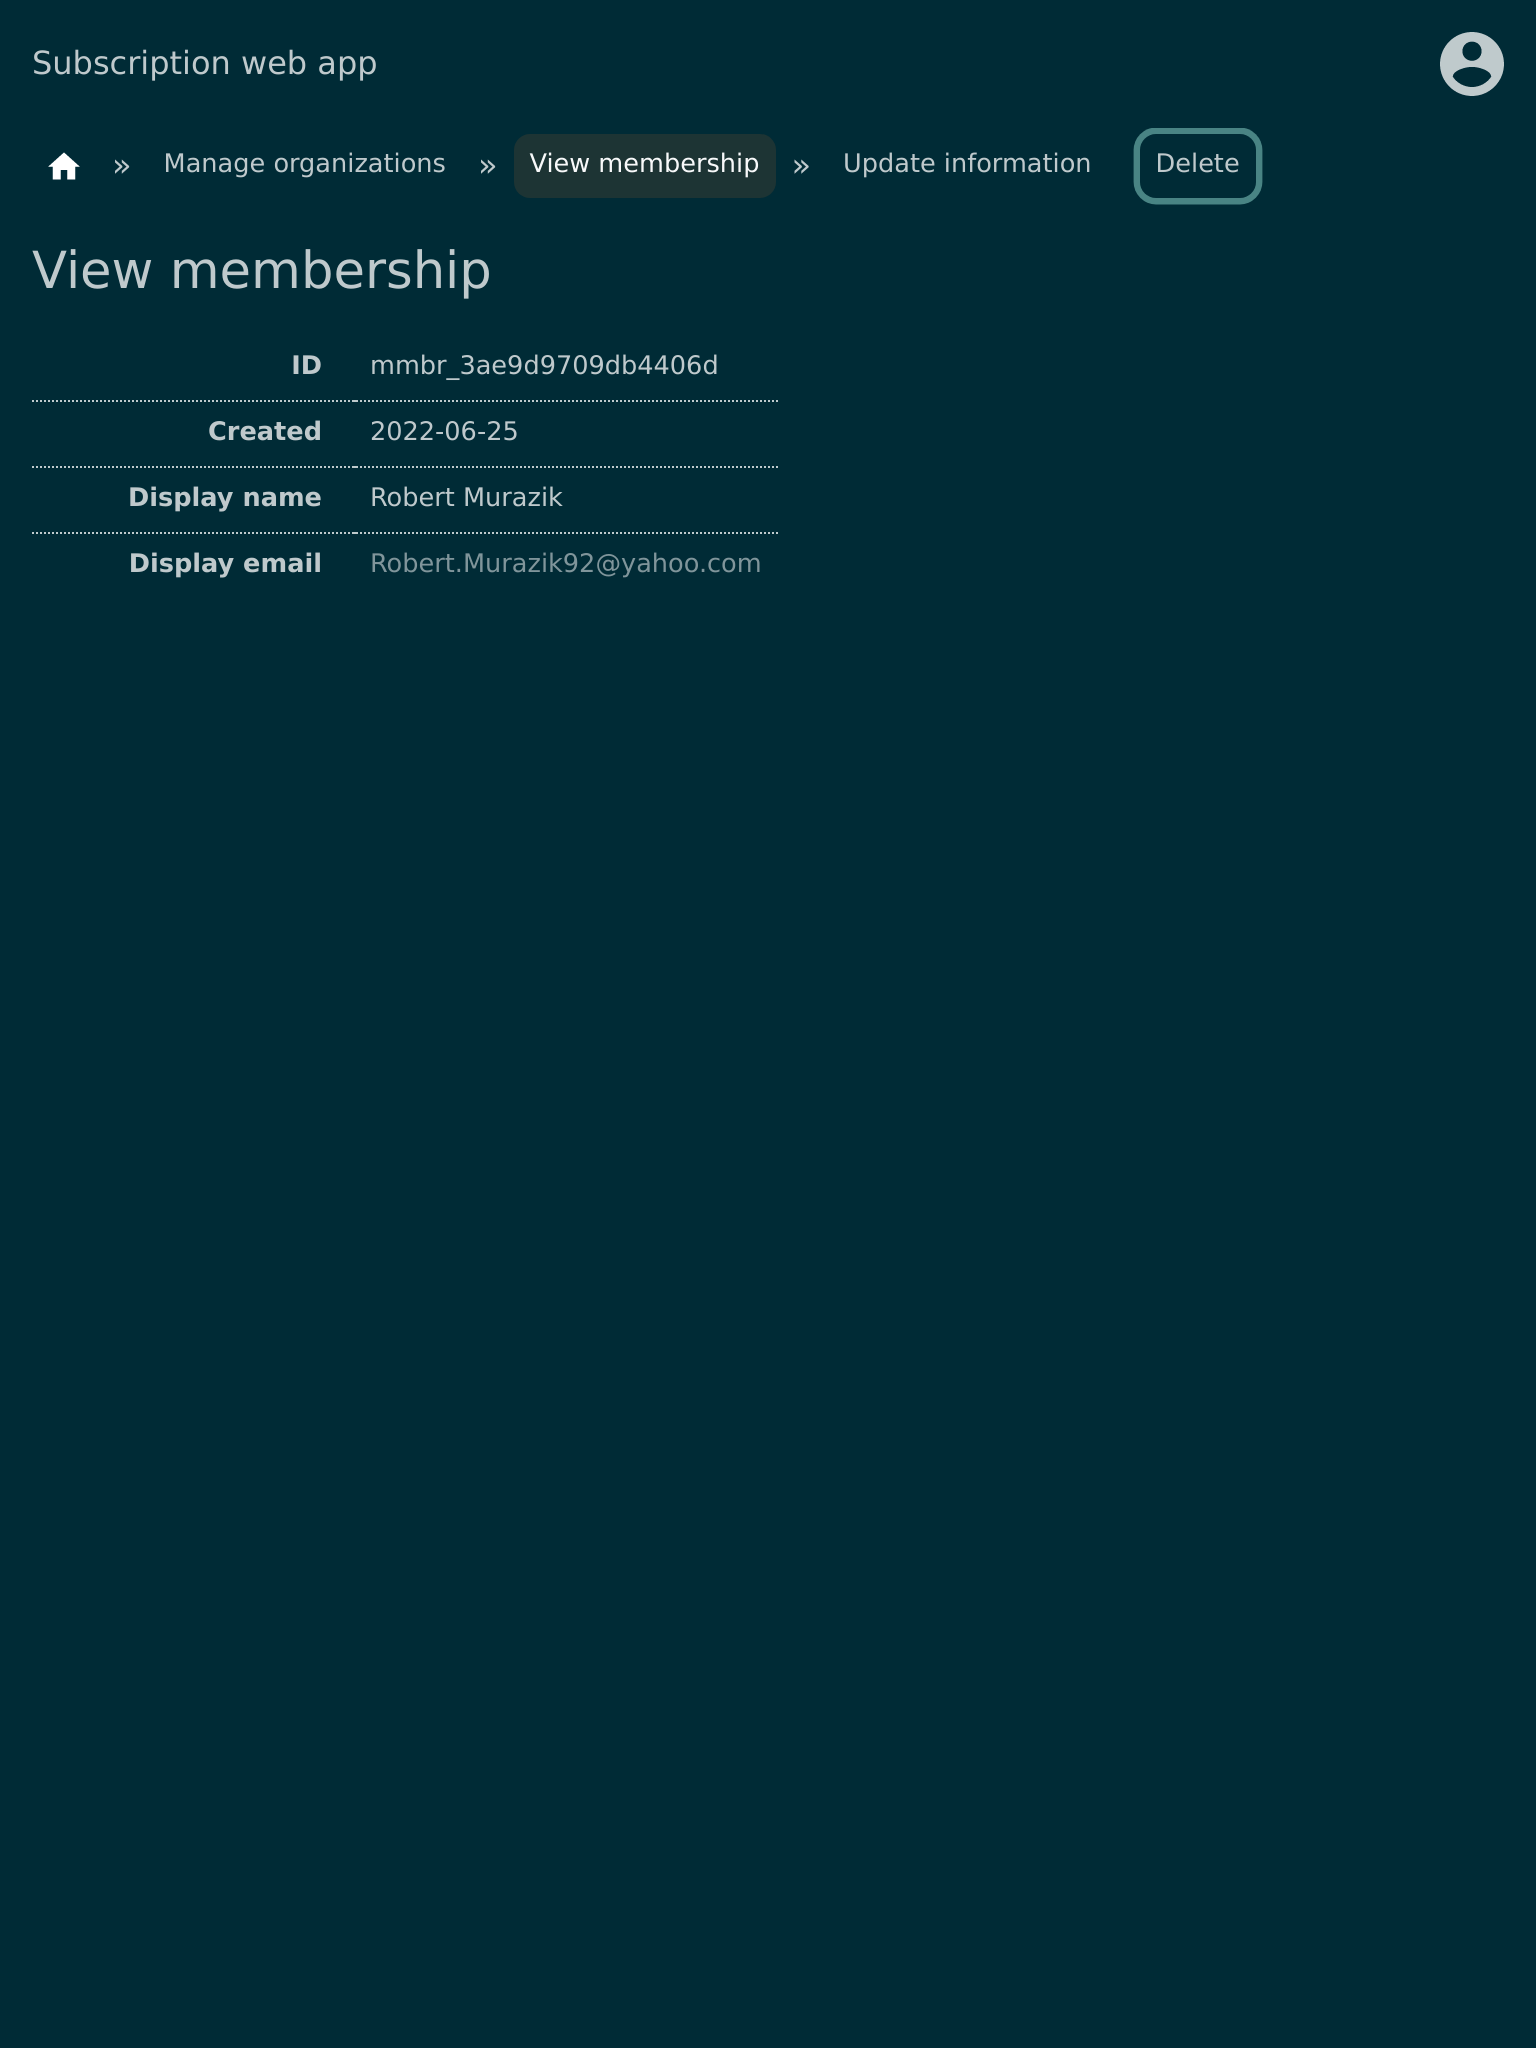 Subscription web app
» Manage organizations » View membership » Update information Delete
View membership
ID mmbr_3ae9d9709db4406d
Created 2022-06-25
Display name Robert Murazik
Display email Robert.Murazik92@yahoo.com